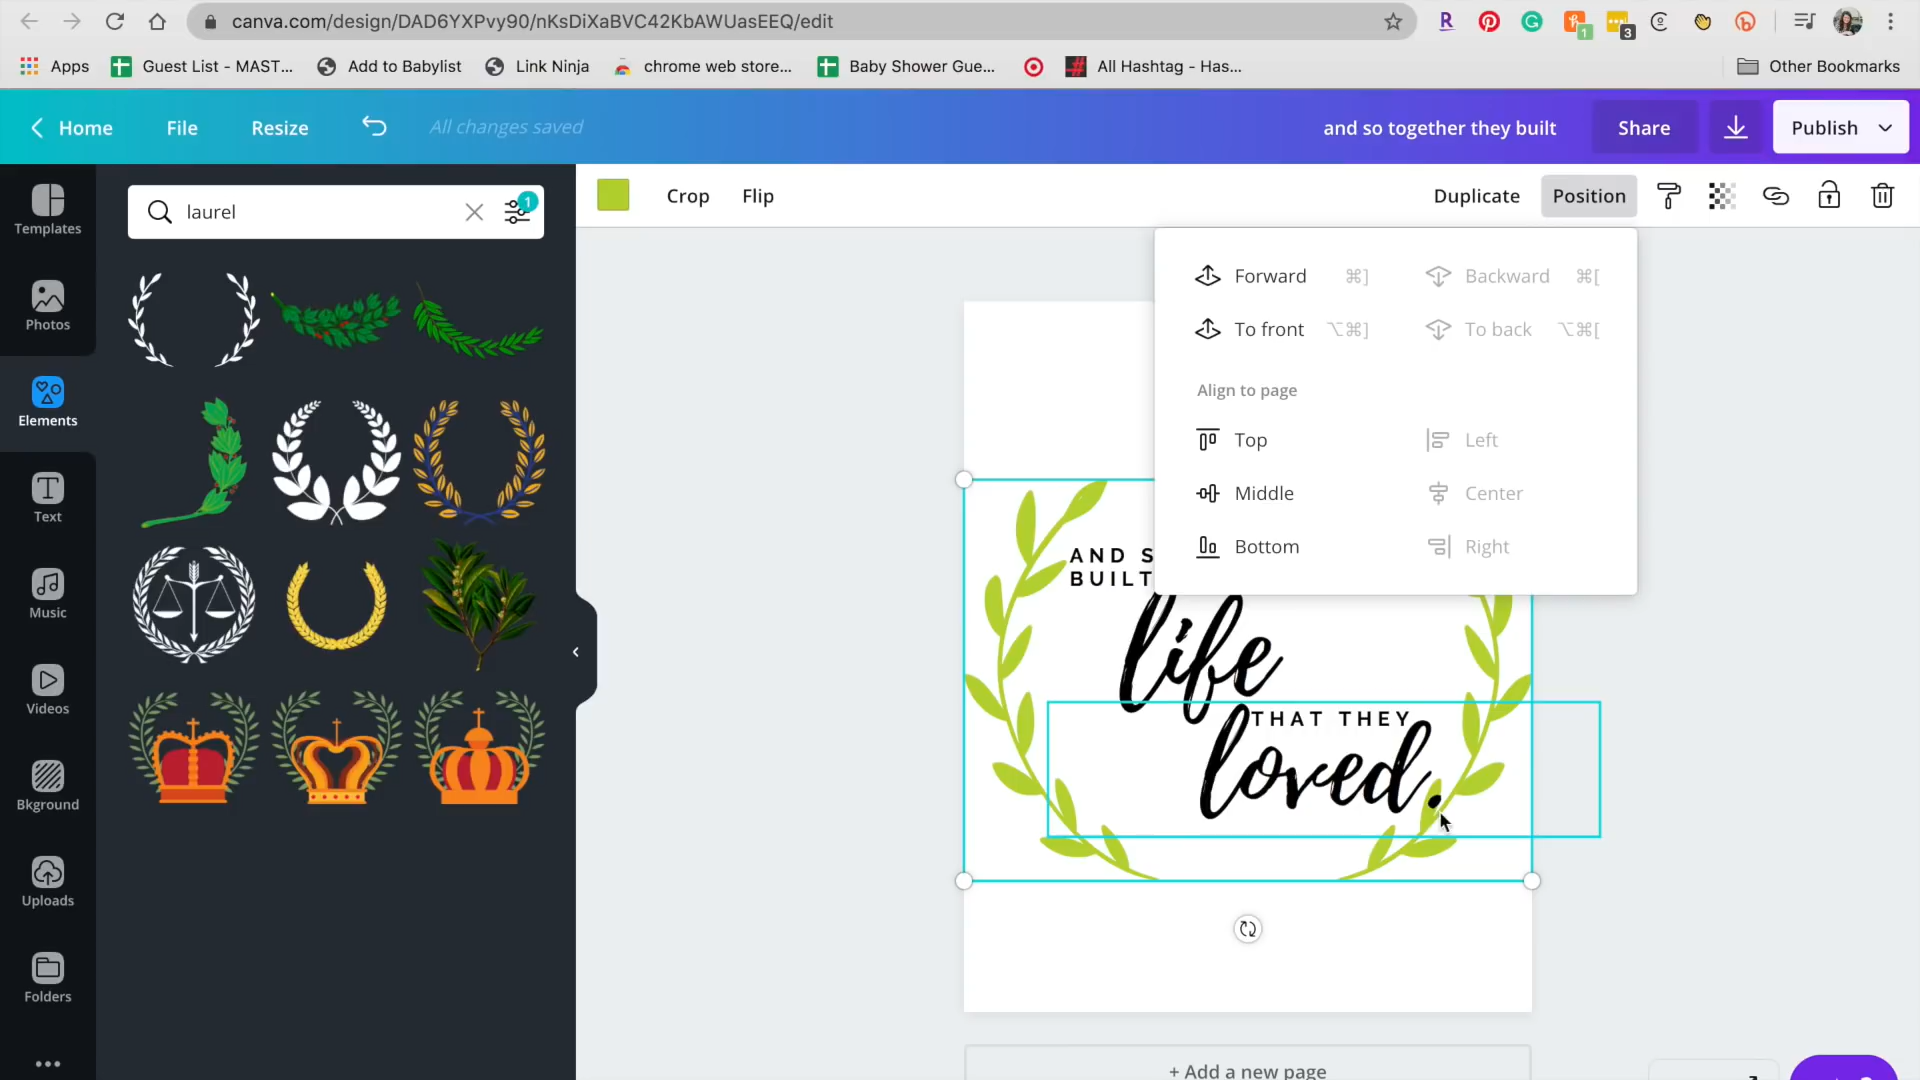 canva.com/design/DAD6YXPvy90/nKsDiXaBVC42KbAWUasEEQ/edit
1
3
Apps
Guest List - MAST...
Add to Babylist
Link Ninja
chrome web store...
Baby Shower Gue...
All Hashtag - Has...
Other Bookmarks
Home
File
Resize
All changes saved
and so together they built
Share
Publish
Templates
Photos
Elements
Text
Music
Videos
Bkground
Uploads
Folders
laurel
1
Crop
Flip
Duplicate
Position
Forward ⌘]
Backward ⌘[
To front ⌥⌘]
To back ⌥⌘[
Align to page
Top
Left
Middle
Center
Bottom
Right
AND S
BUILT
life
THAT THEY
loved.
+ Add a new page